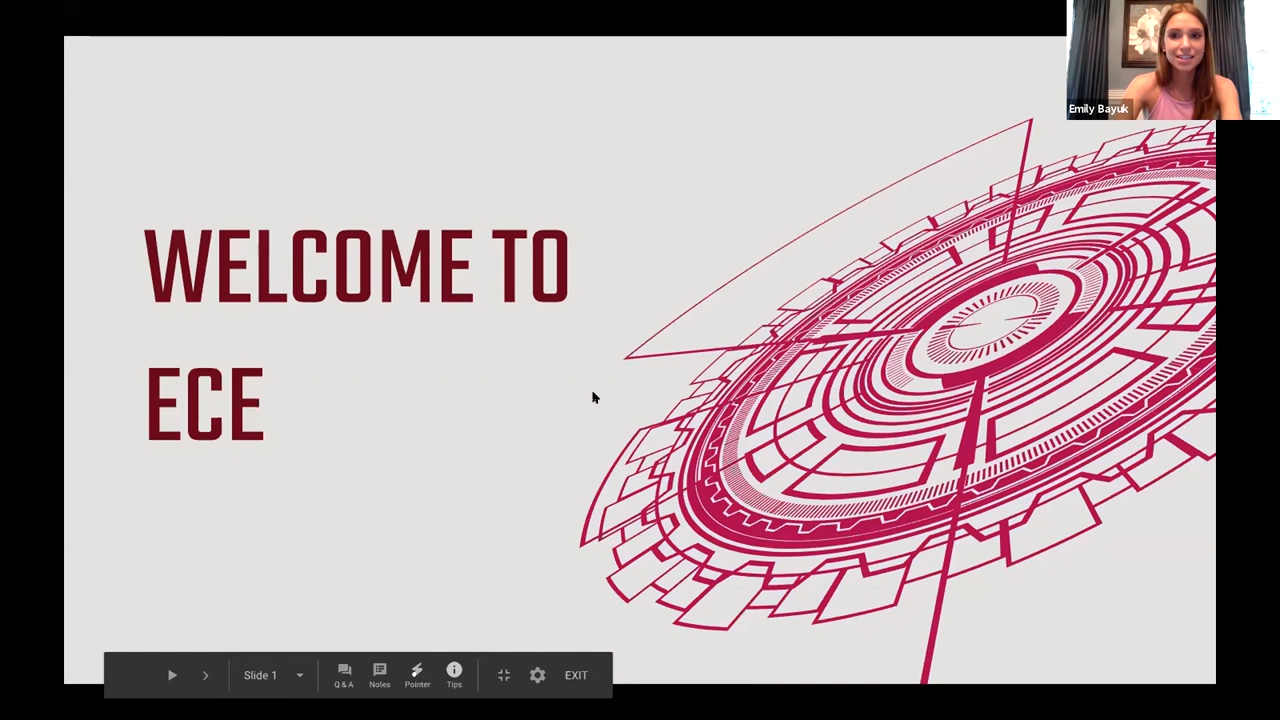 Emily Bayuk
WELCOME TO
ECE
Slide 1
Q & A
Notes
Pointer
Tips
EXIT